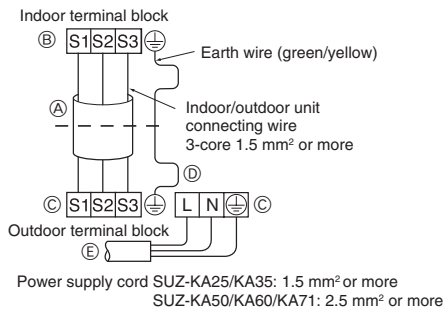 Indoor terminal block
Ⓑ S1 S2 S3
Earth wire (green/yellow)
Ⓐ
Indoor/outdoor unit
connecting wire
3-core 1.5 mm² or more
Ⓓ
Ⓒ S1 S2 S3 L N Ⓒ
Outdoor terminal block
Ⓔ
Power supply cord SUZ-KA25/KA35: 1.5 mm² or more
SUZ-KA50/KA60/KA71: 2.5 mm² or more